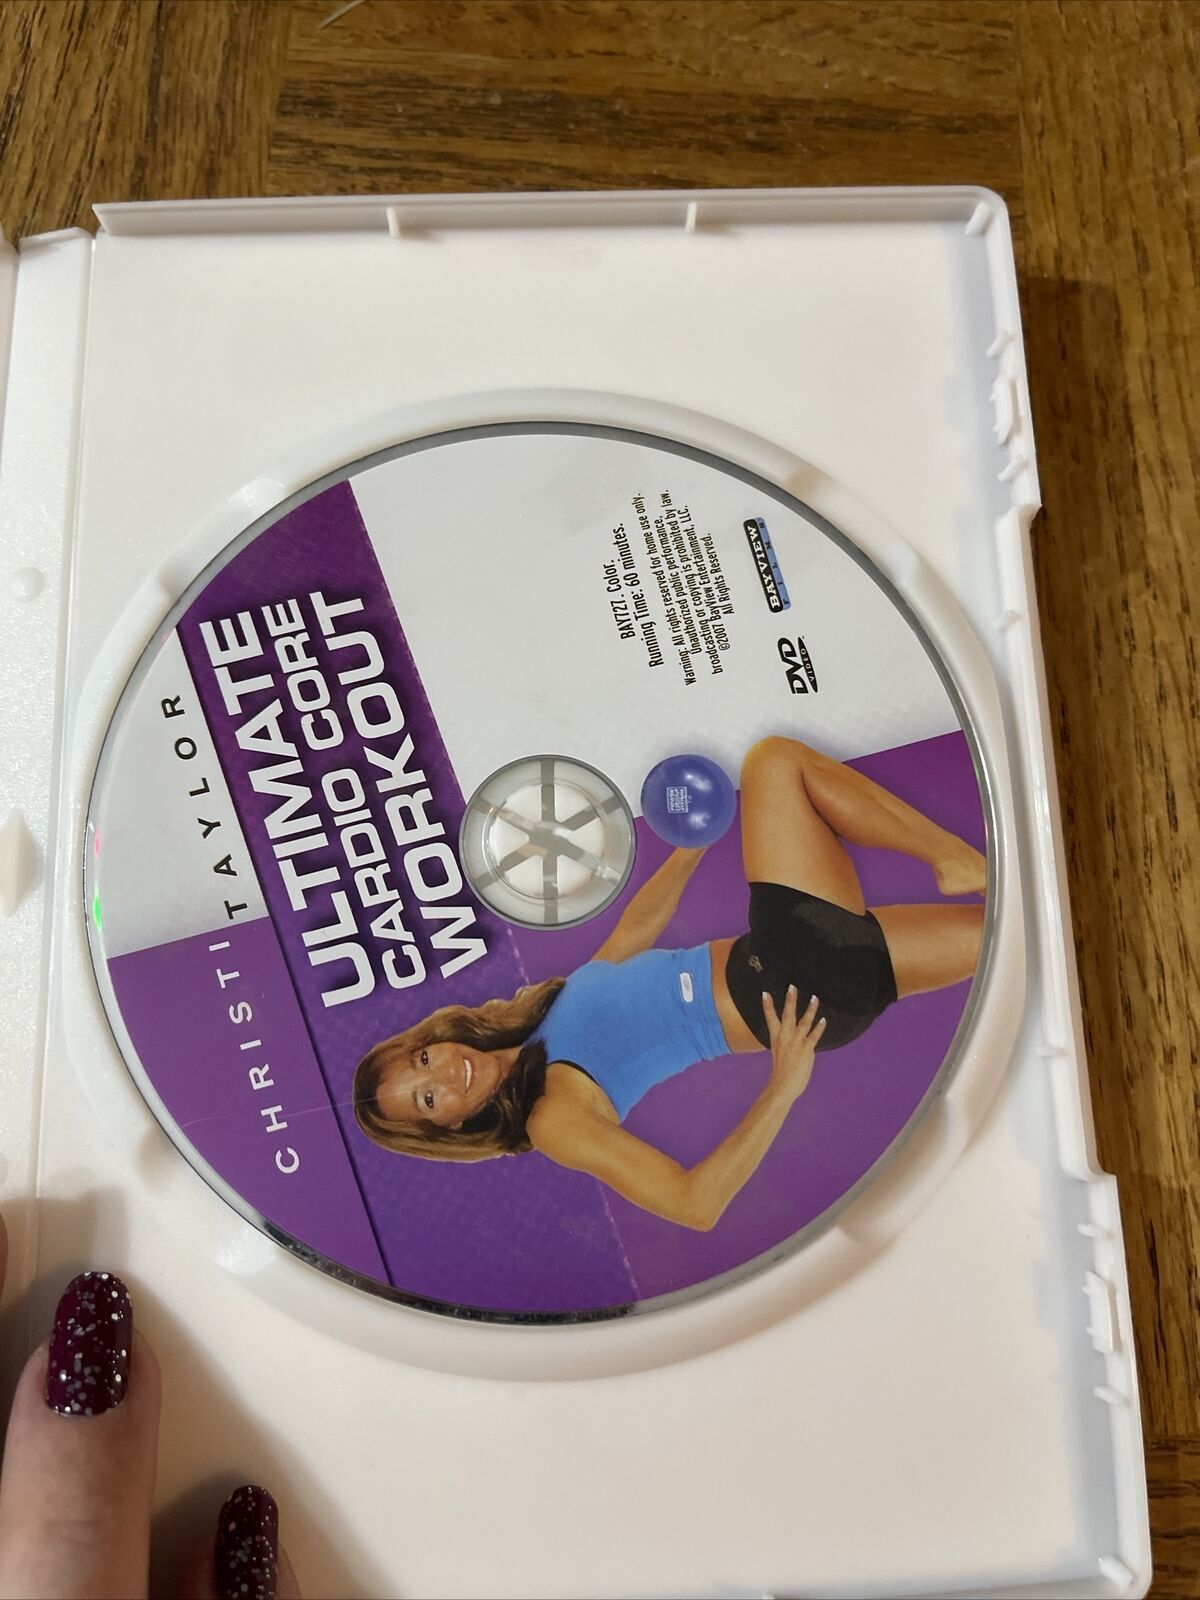 CHRISTI TAYLOR
ULTIMATE
CARDIO CORE
WORKOUT
BAY727. Color.
Running Time: 60 minutes.
Warning: All rights reserved for home use only.
Unauthorized public performance,
broadcasting or copying is prohibited by law.
©2007 BayView Entertainment, LLC.
All Rights Reserved.
BAYVIEW
FILMS
DVD
VIDEO